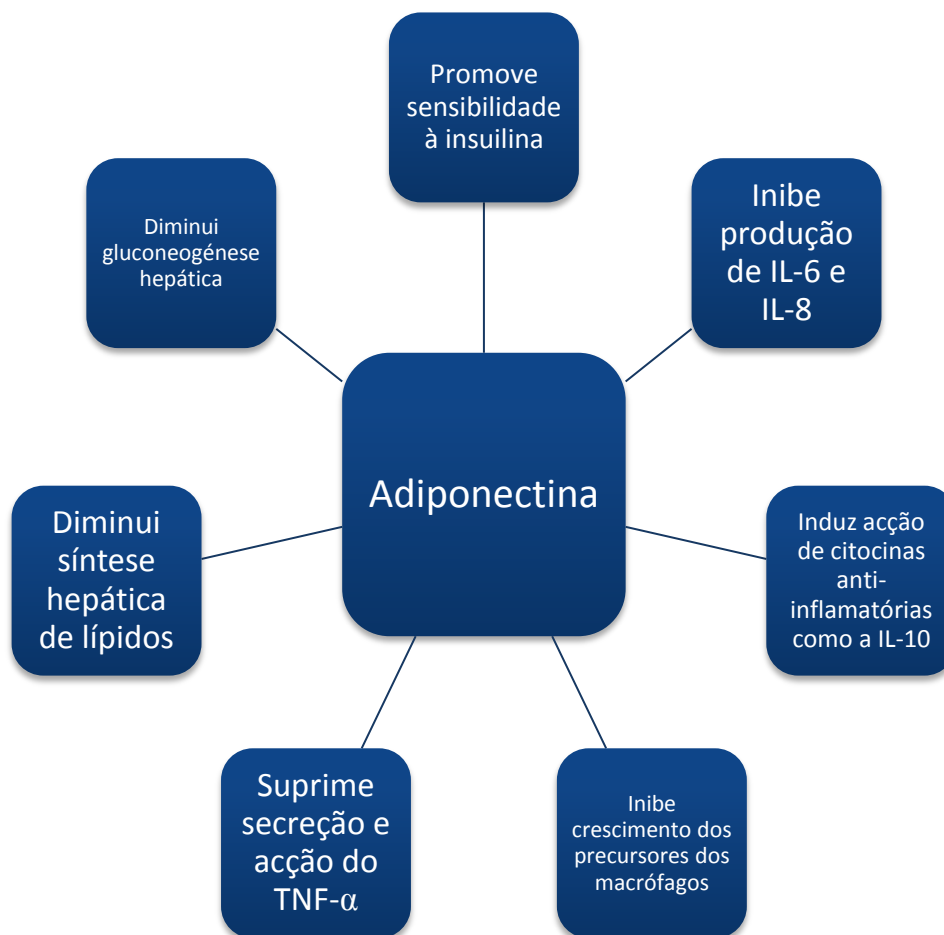 Promove
sensibilidade
à insuilina
Diminui
gluconeogénese
hepática
Inibe
produção
de IL-6 e
IL-8
Adiponectina
Diminui
síntese
hepática
de lípidos
Induz acção
de citocinas
anti-
inflamatórias
como a IL-10
Suprime
secreção e
acção do
TNF-α
Inibe
crescimento dos
precursores dos
macrófagos